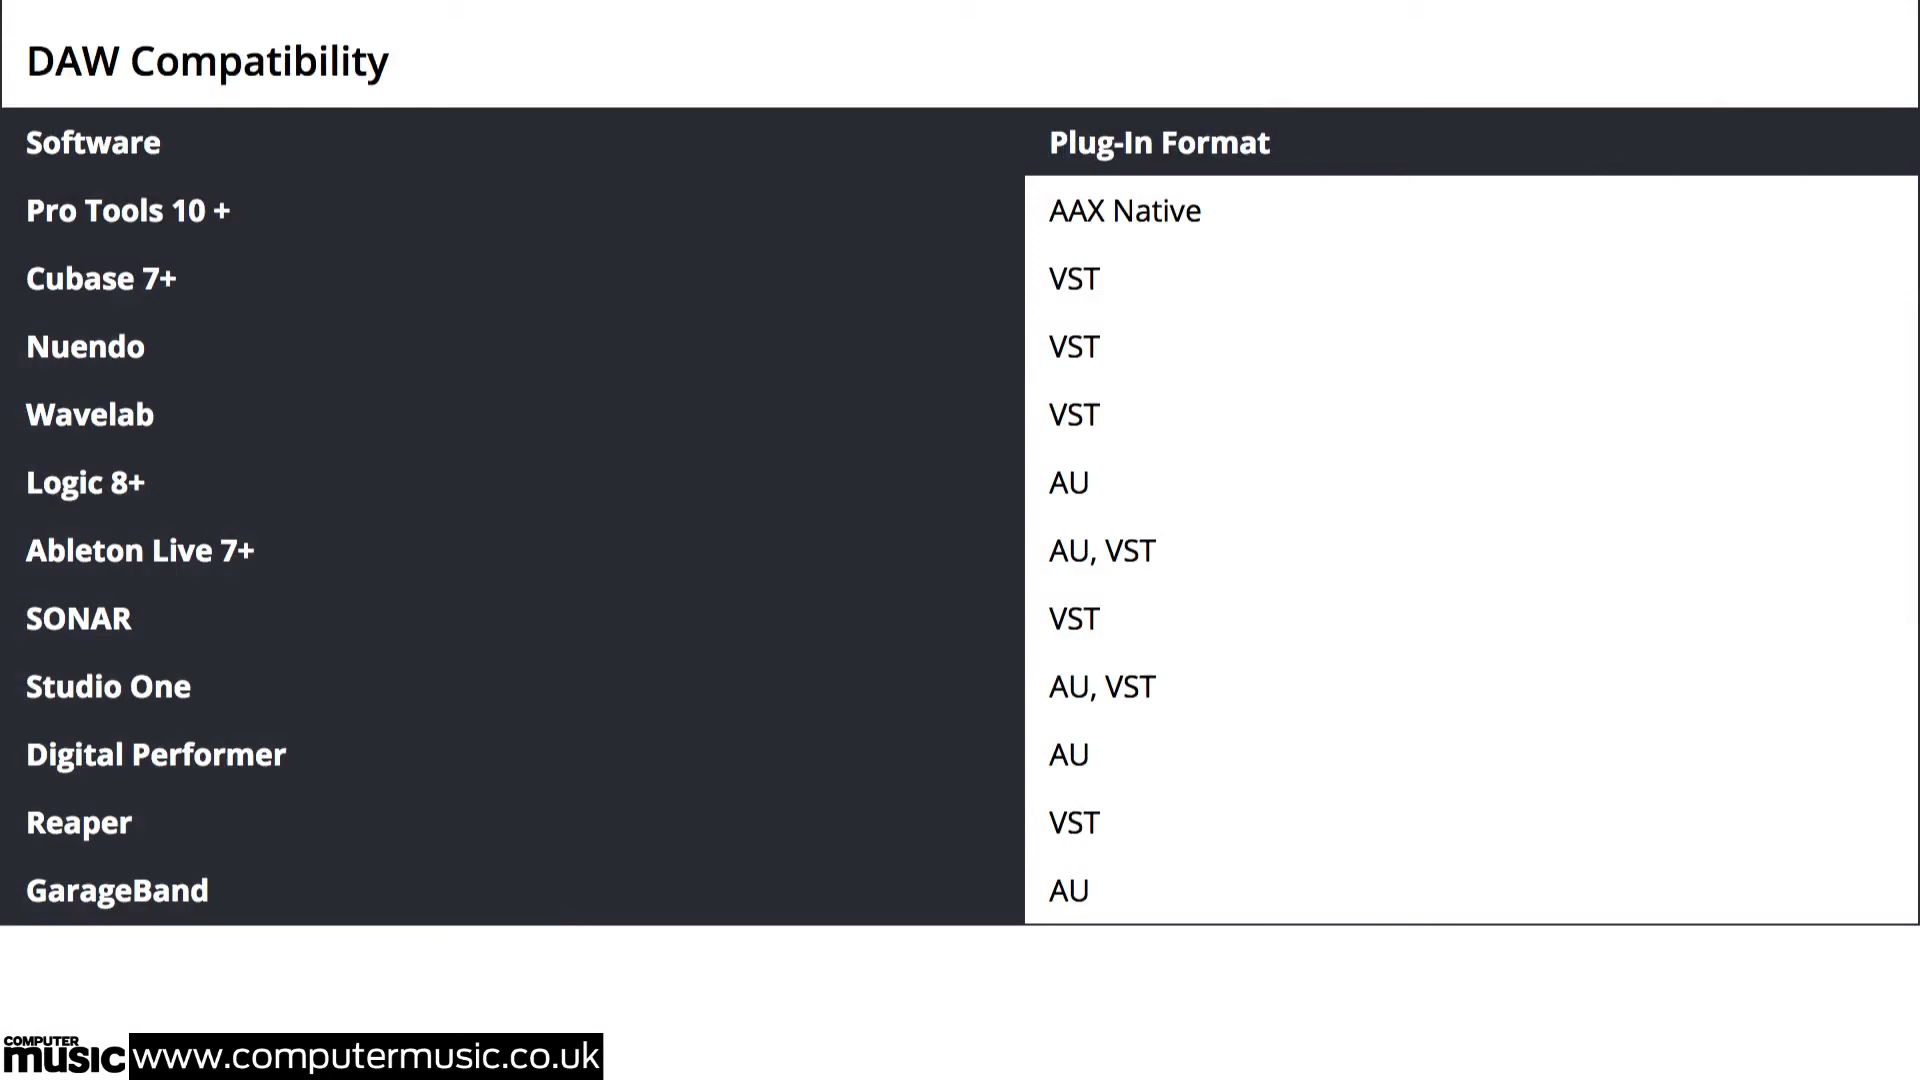 DAW Compatibility
Software Plug-In Format
Pro Tools 10 + AAX Native
Cubase 7+ VST
Nuendo VST
Wavelab VST
Logic 8+ AU
Ableton Live 7+ AU, VST
SONAR VST
Studio One AU, VST
Digital Performer AU
Reaper VST
GarageBand AU
COMPUTER
music www.computermusic.co.uk